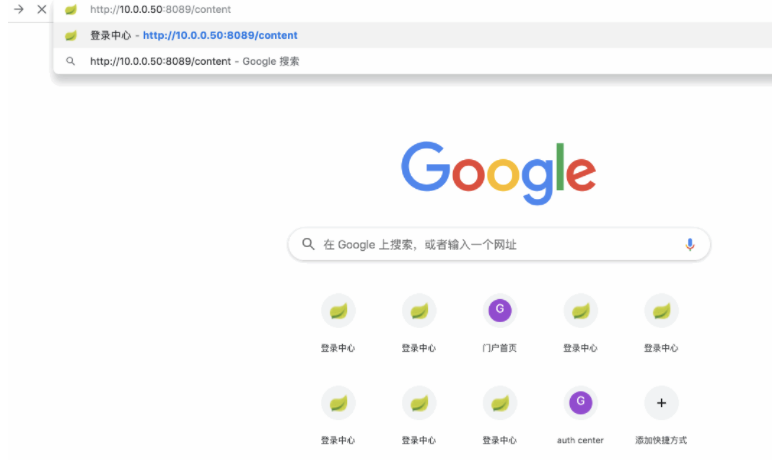 http://10.0.0.50:8089/content
登录中心 - http://10.0.0.50:8089/content
http://10.0.0.50:8089/content - Google 搜索
Google
在 Google 上搜索，或者输入一个网址
G
登录中心 登录中心 门户首页 登录中心 登录中心
G
登录中心 登录中心 登录中心 auth center 添加快捷方式